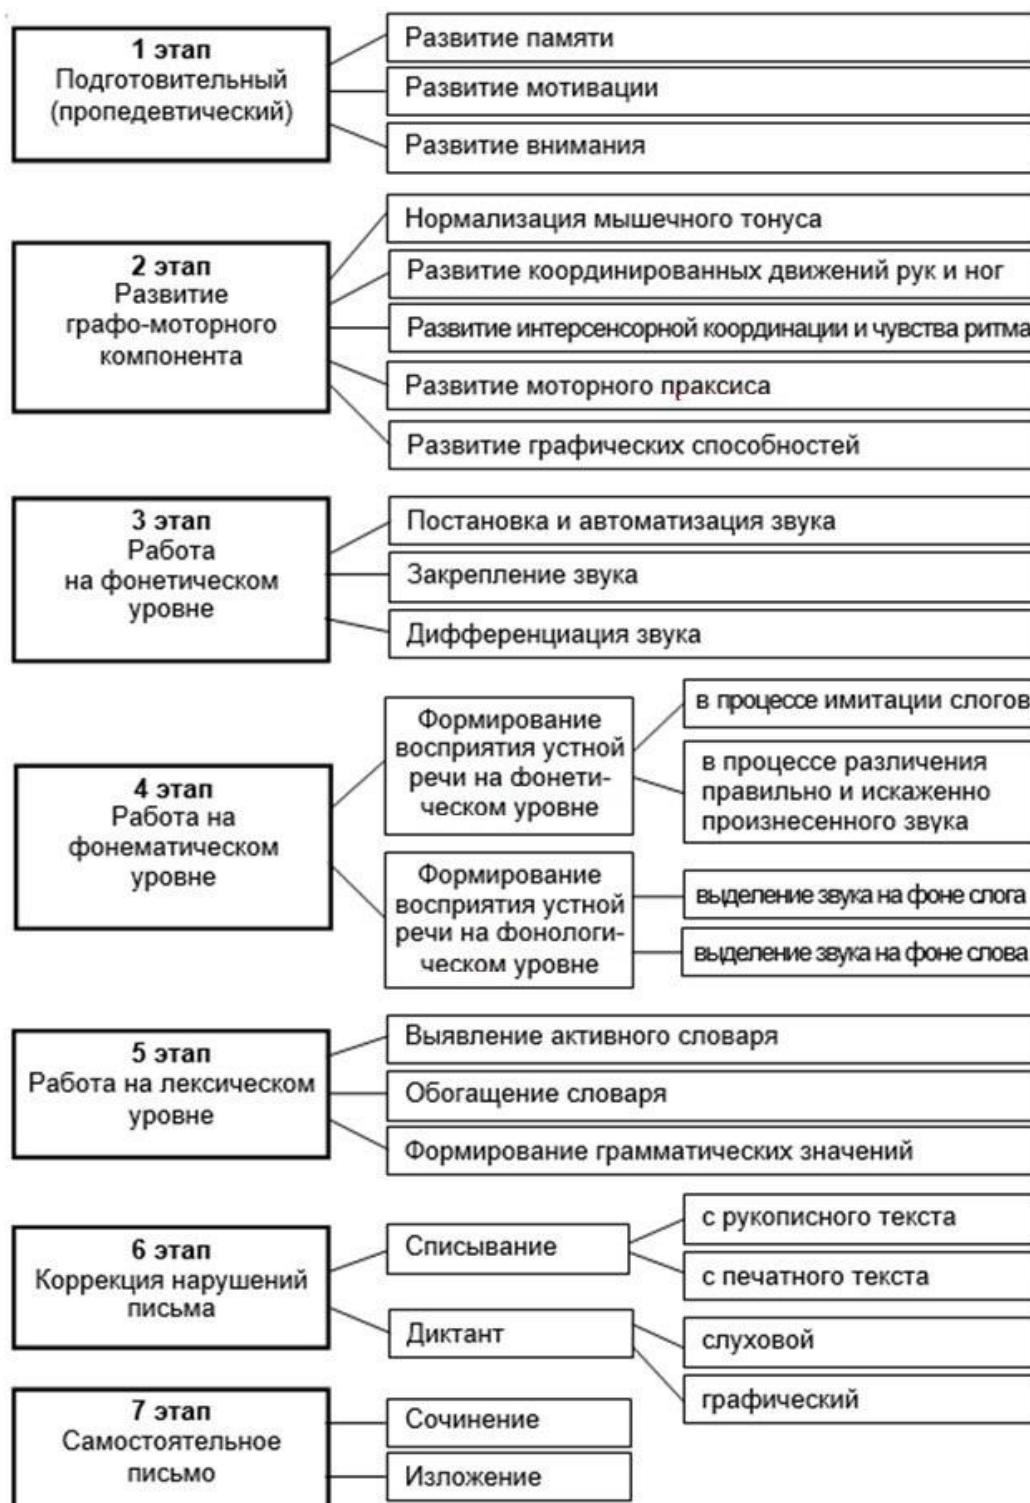 1 этап
Подготовительный
(пропедевтический)
Развитие памяти
Развитие мотивации
Развитие внимания
2 этап
Развитие
графо-моторного
компонента
Нормализация мышечного тонуса
Развитие координированных движений рук и ног
Развитие интерсенсорной координации и чувства ритма
Развитие моторного праксиса
Развитие графических способностей
3 этап
Работа
на фонетическом
уровне
Постановка и автоматизация звука
Закрепление звука
Дифференциация звука
4 этап
Работа на
фонематическом
уровне
Формирование
восприятия устной
речи на фонети-
ческом уровне
в процессе имитации слогов
в процессе различения
правильно и искаженно
произнесенного звука
Формирование
восприятия устной
речи на фонологи-
ческом уровне
выделение звука на фоне слога
выделение звука на фоне слова
5 этап
Работа на лексическом
уровне
Выявление активного словаря
Обогащение словаря
Формирование грамматических значений
6 этап
Коррекция нарушений
письма
Списывание
с рукописного текста
с печатного текста
Диктант
слуховой
графический
7 этап
Самостоятельное
письмо
Сочинение
Изложение